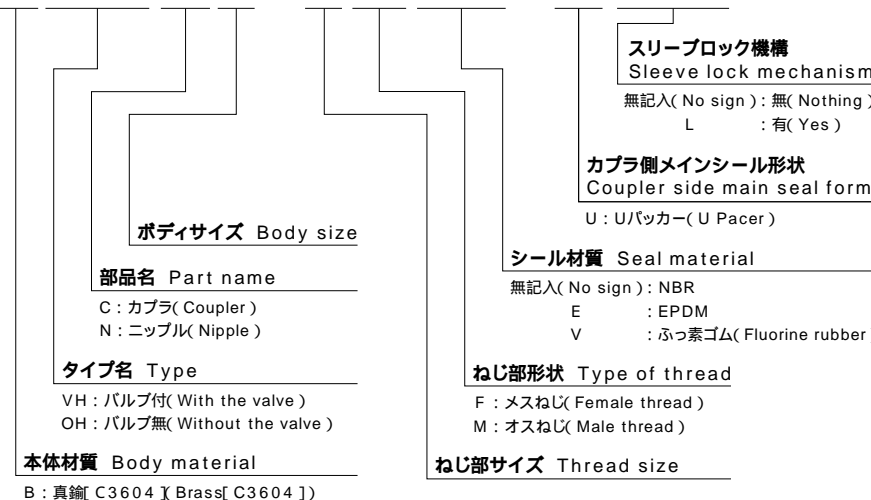 スリーブロック機構
Sleeve lock mechanism
無記入( No sign ) : 無( Nothing )
L : 有( Yes )
カプラ側メインシール形状
Coupler side main seal form
U : Uパッカー( U Pacer )
ボディサイズ Body size
シール材質 Seal material
無記入( No sign ) : NBR
E : EPDM
V : ふっ素ゴム( Fluorine rubber
部品名 Part name
C : カプラ( Coupler )
N : ニップル( Nipple )
タイプ名 Type
VH : バルブ付( With the valve )
OH : バルブ無( Without the valve )
ねじ部形状 Type of thread
F : メスねじ( Female thread )
M : オスねじ( Male thread )
本体材質 Body material
B : 真鍮[ C3604 ]( Brass[ C3604 ])
ねじ部サイズ Thread size